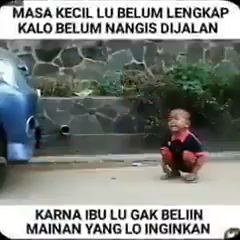 MASA KECIL LU BELUM LENGKAP
KALO BELUM NANGIS DIJALAN
KARNA IBU LU GAK BELIIN
MAINAN YANG LO INGINKAN